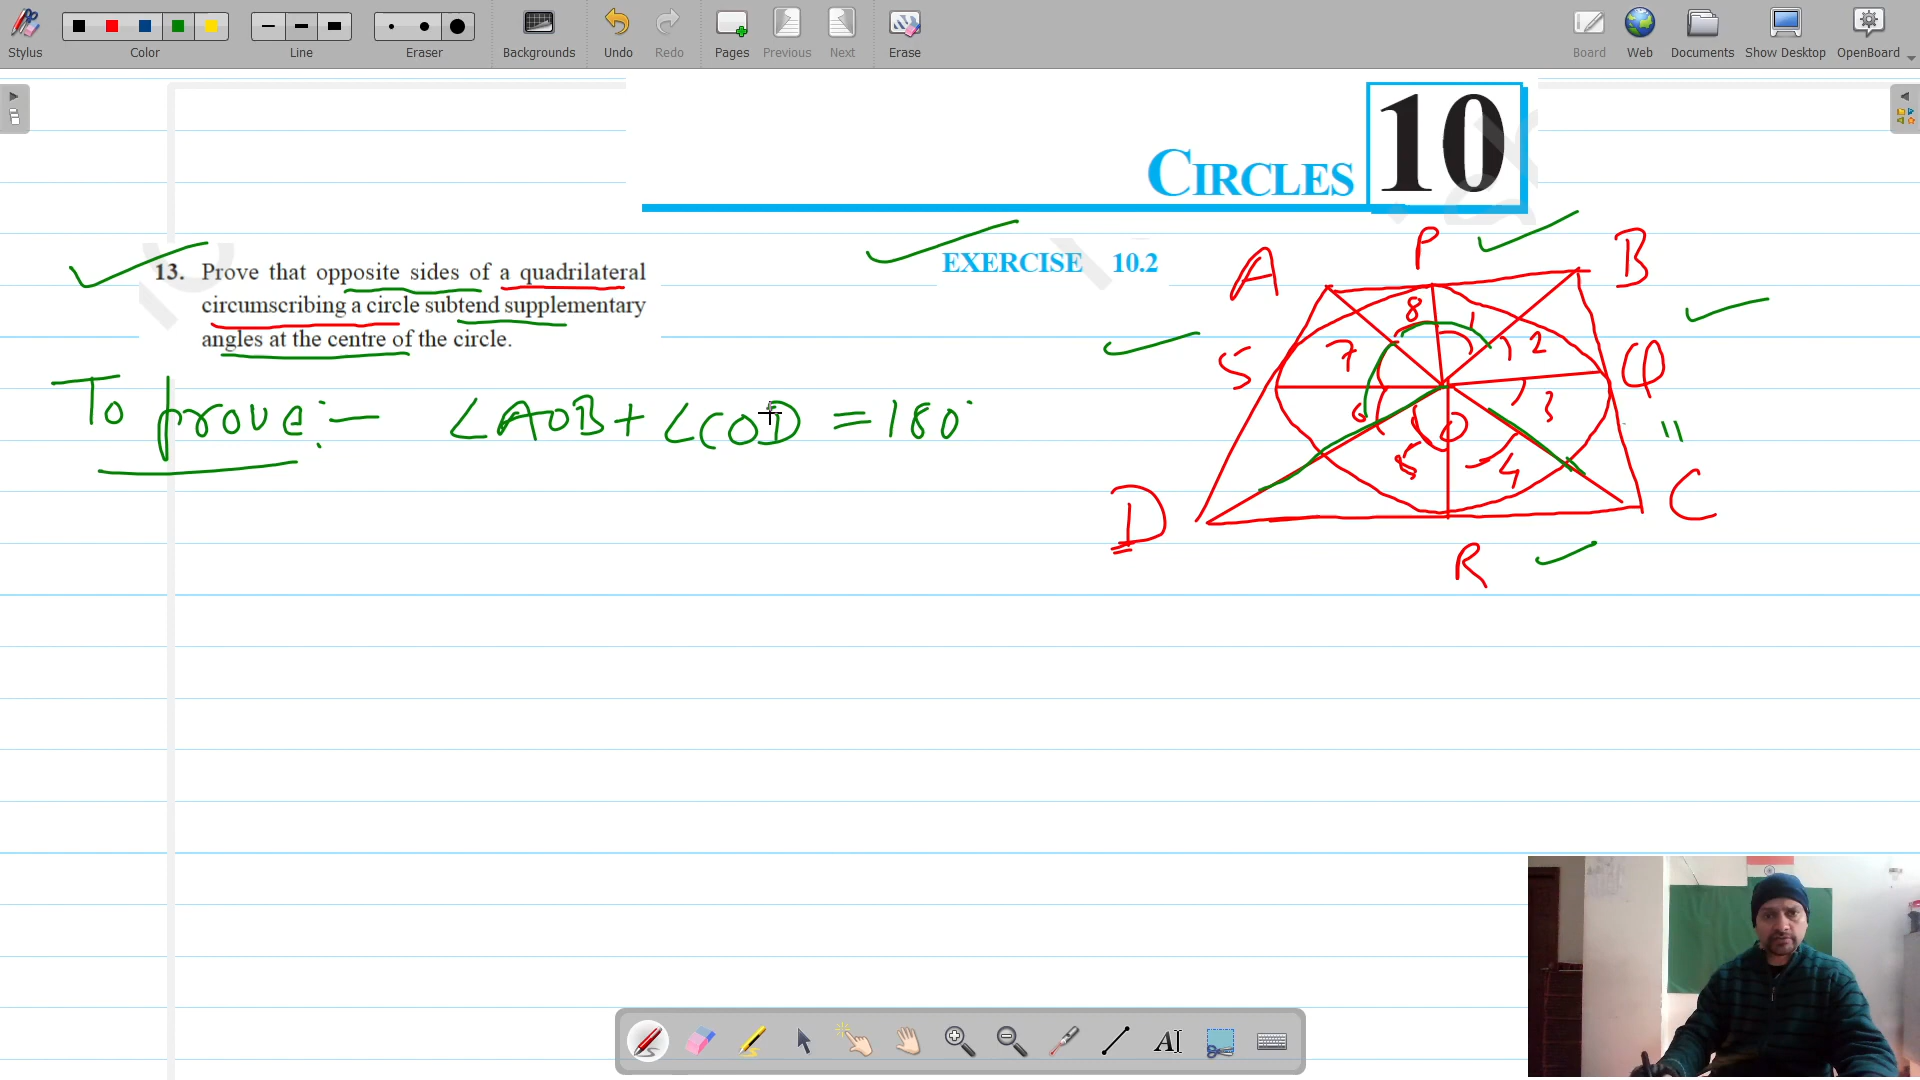 Stylus
Color
Line
Eraser
Backgrounds
Undo
Redo
Pages
Previous
Next
Erase
Board
Web
Documents
Show Desktop
OpenBoard
CIRCLES 10
EXERCISE 10.2
13. Prove that opposite sides of a quadrilateral
circumscribing a circle subtend supplementary
angles at the centre of the circle.
To prove :- ∠AOB + ∠COD = 180°
A P B
8 1
7 2
S Q
6 O 3
5 4
D C
R